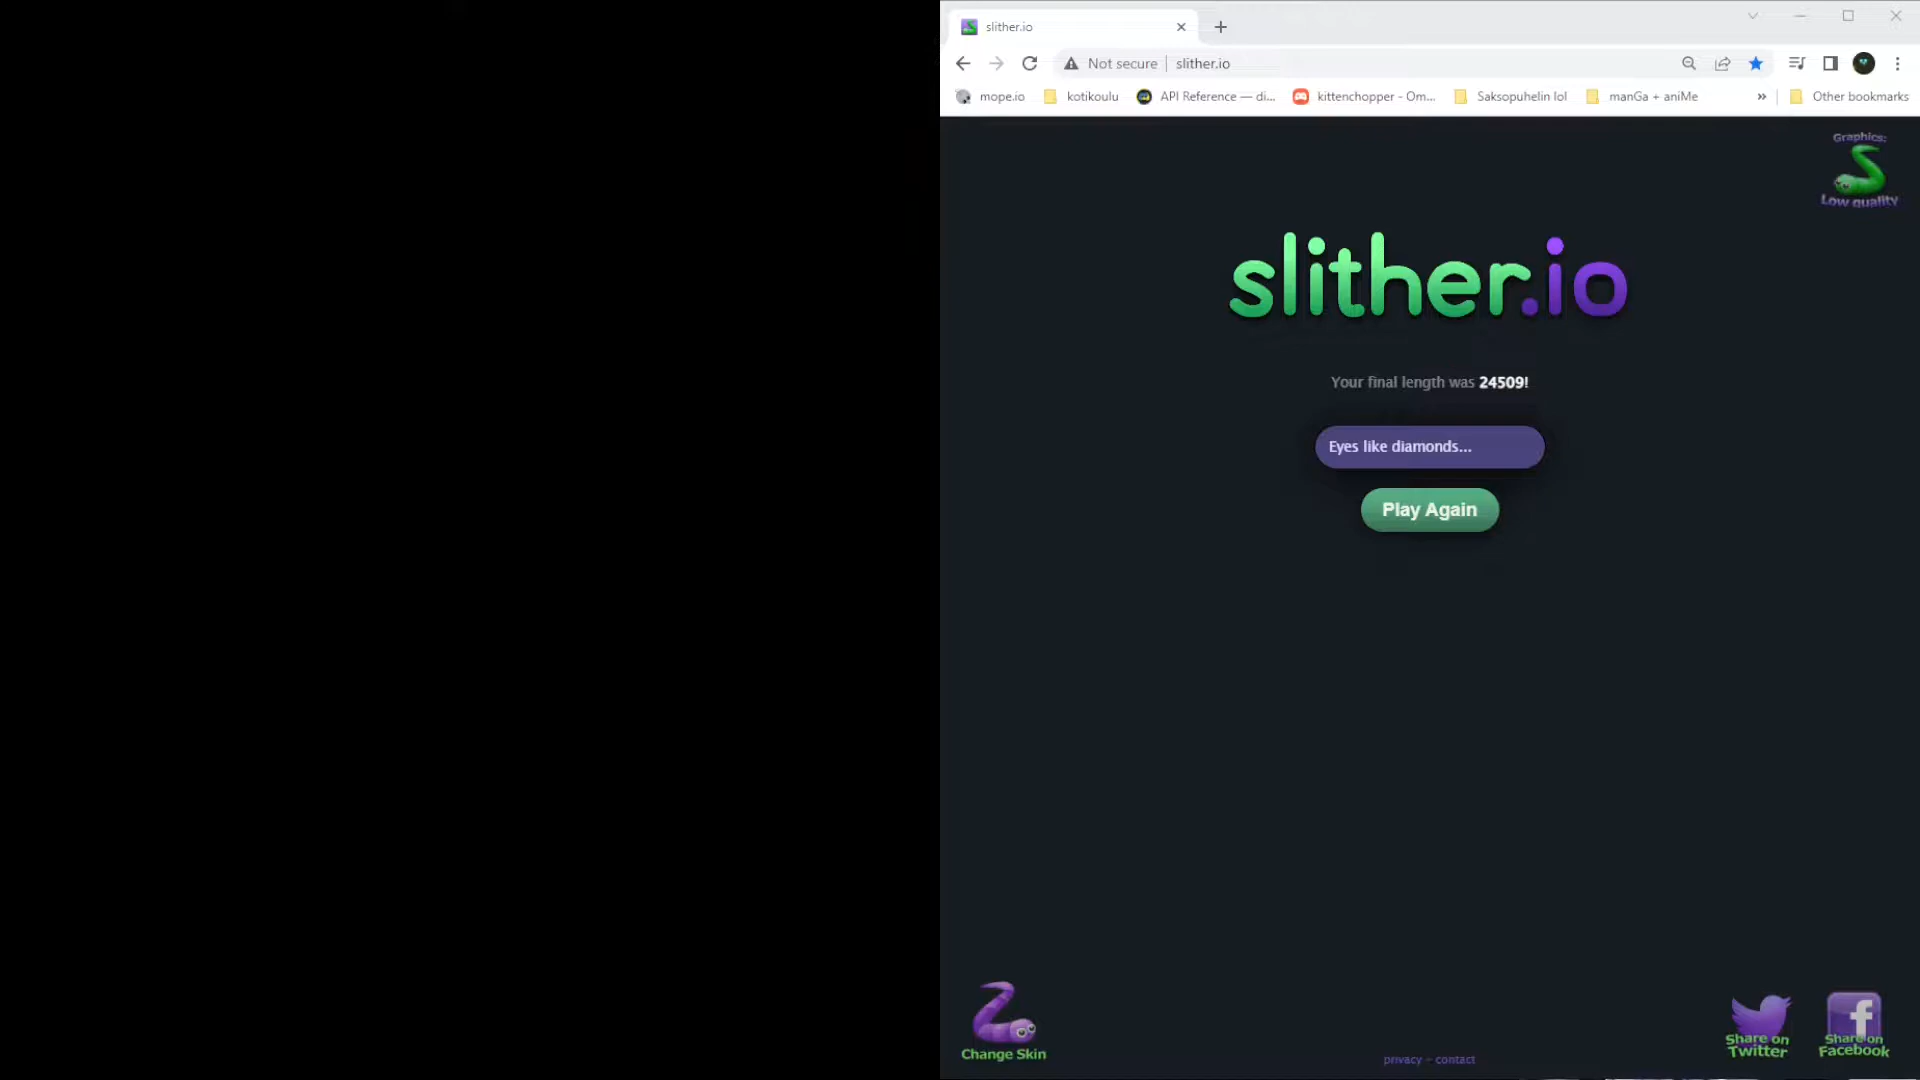 slither.io
Not secure | slither.io
mope.io kotikoulu API Reference — di... kittenchopper - Om... Saksopuhelin lol manGa + aniMe » Other bookmarks
Graphics:
Low quality
slither.io
Your final length was 24509!
Eyes like diamonds...
Play Again
Change Skin
privacy - contact
Share on
Twitter
Share on
Facebook